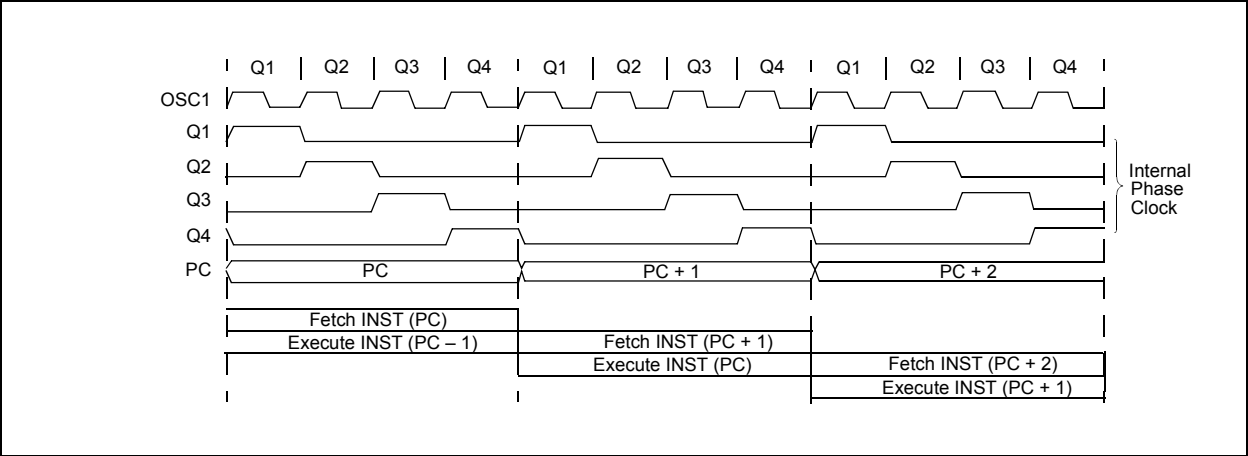 Q1 Q2 Q3 Q4 Q1 Q2 Q3 Q4 Q1 Q2 Q3 Q4
OSC1
Q1
Q2
Q3
Q4
PC
PC PC + 1 PC + 2
Internal
Phase
Clock
Fetch INST (PC)
Execute INST (PC – 1) Fetch INST (PC + 1)
Execute INST (PC) Fetch INST (PC + 2)
Execute INST (PC + 1)